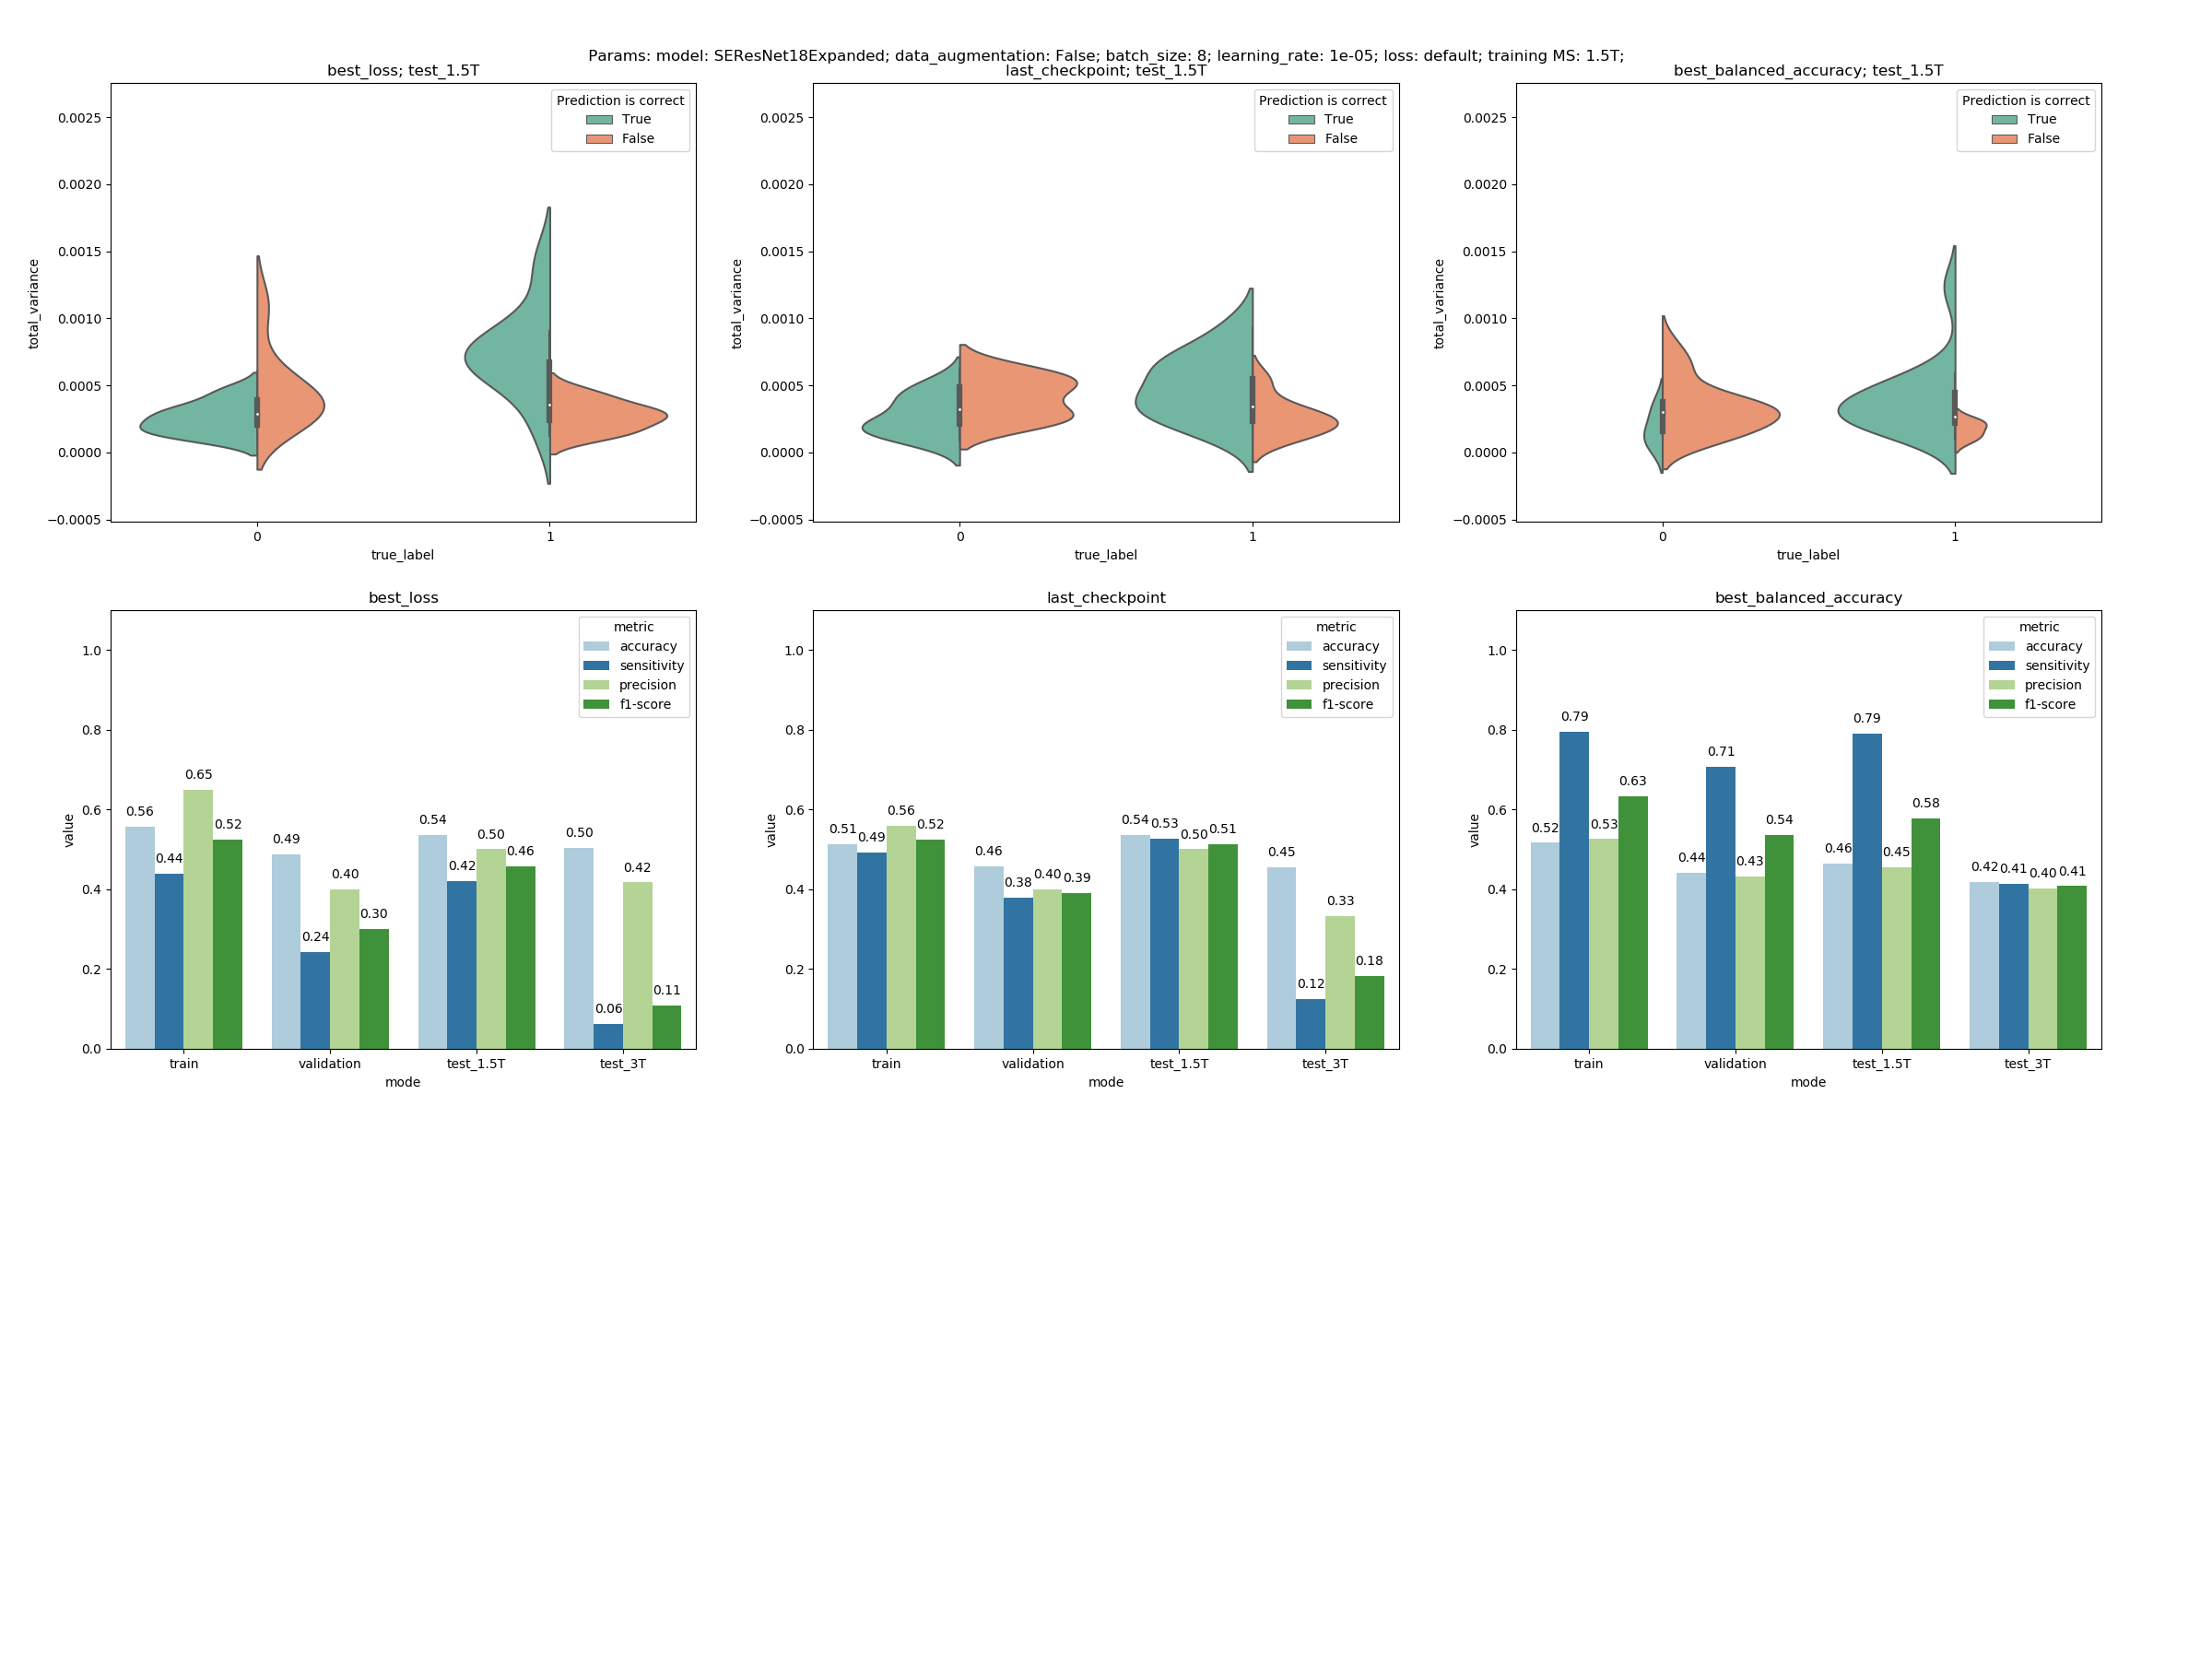 Params: model: SEResNet18Expanded; data_augmentation: False; batch_size: 8; learning_rate: 1e-05; loss: default; training MS: 1.5T;
best_loss; test_1.5T
Prediction is correct
True
False
0.0025
0.0020
0.0015
0.0010
0.0005
0.0000
−0.0005
total_variance
0
1
true_label
last_checkpoint; test_1.5T
Prediction is correct
True
False
0.0025
0.0020
0.0015
0.0010
0.0005
0.0000
−0.0005
total_variance
0
1
true_label
best_balanced_accuracy; test_1.5T
Prediction is correct
True
False
0.0025
0.0020
0.0015
0.0010
0.0005
0.0000
−0.0005
total_variance
0
1
true_label
best_loss
metric
accuracy
sensitivity
precision
f1-score
1.0
0.8
0.6
0.4
0.2
0.0
value
0.56
0.44
0.65
0.52
0.49
0.24
0.40
0.30
0.54
0.42
0.50
0.46
0.50
0.06
0.42
0.11
train
validation
test_1.5T
test_3T
mode
last_checkpoint
metric
accuracy
sensitivity
precision
f1-score
1.0
0.8
0.6
0.4
0.2
0.0
value
0.51
0.49
0.56
0.52
0.46
0.38
0.40
0.39
0.54
0.53
0.50
0.51
0.45
0.12
0.33
0.18
train
validation
test_1.5T
test_3T
mode
best_balanced_accuracy
metric
accuracy
sensitivity
precision
f1-score
1.0
0.8
0.6
0.4
0.2
0.0
value
0.52
0.79
0.53
0.63
0.44
0.71
0.43
0.54
0.46
0.79
0.45
0.58
0.42
0.41
0.40
0.41
train
validation
test_1.5T
test_3T
mode